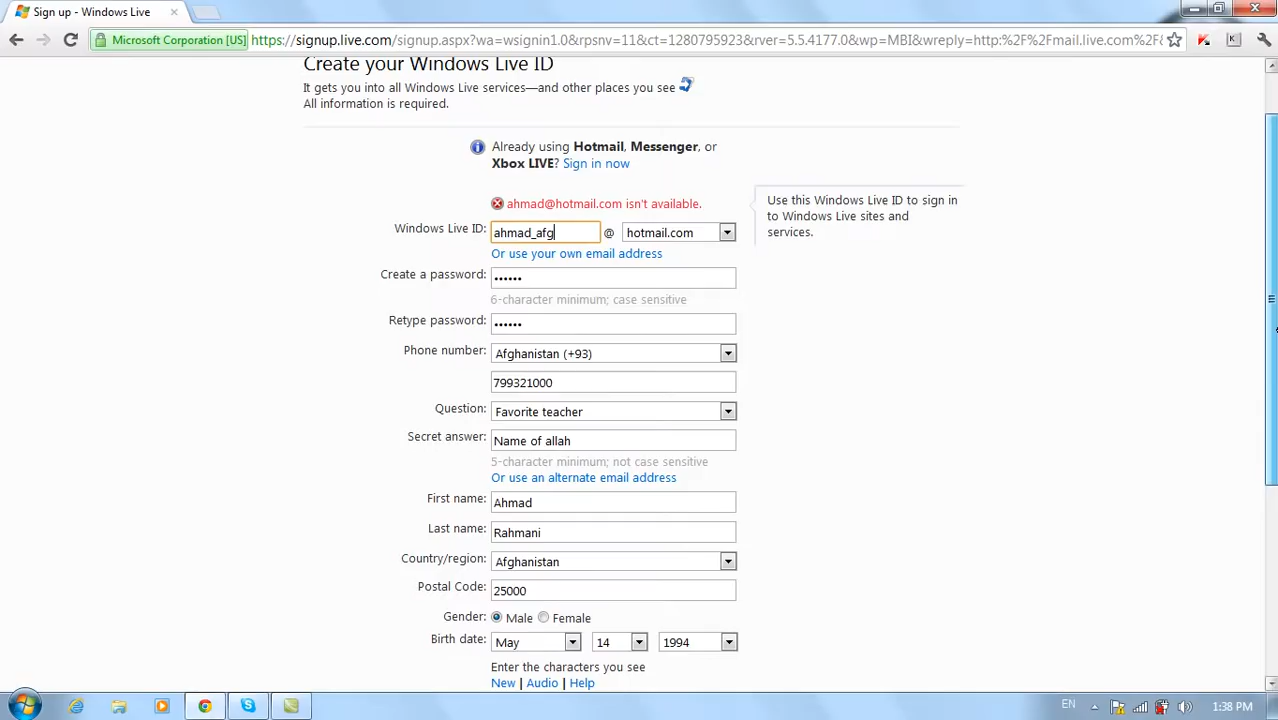 Sign up - Windows Live
Microsoft Corporation [US] https://signup.live.com/signup.aspx?wa=wsignin1.0&rpsnv=11&ct=1280795923&rver=5.5.4177.0&wp=MBI&wreply=http:%2F%2Fmail.live.com%2F&
Create your Windows Live ID
It gets you into all Windows Live services—and other places you see
All information is required.
Already using Hotmail, Messenger, or
Xbox LIVE? Sign in now
ahmad@hotmail.com isn't available.
Use this Windows Live ID to sign in
to Windows Live sites and
services.
Windows Live ID: ahmad_afg @ hotmail.com
Or use your own email address
Create a password: ••••••
6-character minimum; case sensitive
Retype password: ••••••
Phone number: Afghanistan (+93)
799321000
Question: Favorite teacher
Secret answer: Name of allah
5-character minimum; not case sensitive
Or use an alternate email address
First name: Ahmad
Last name: Rahmani
Country/region: Afghanistan
Postal Code: 25000
Gender: Male Female
Birth date: May 14 1994
Enter the characters you see
New | Audio | Help
EN 1:38 PM